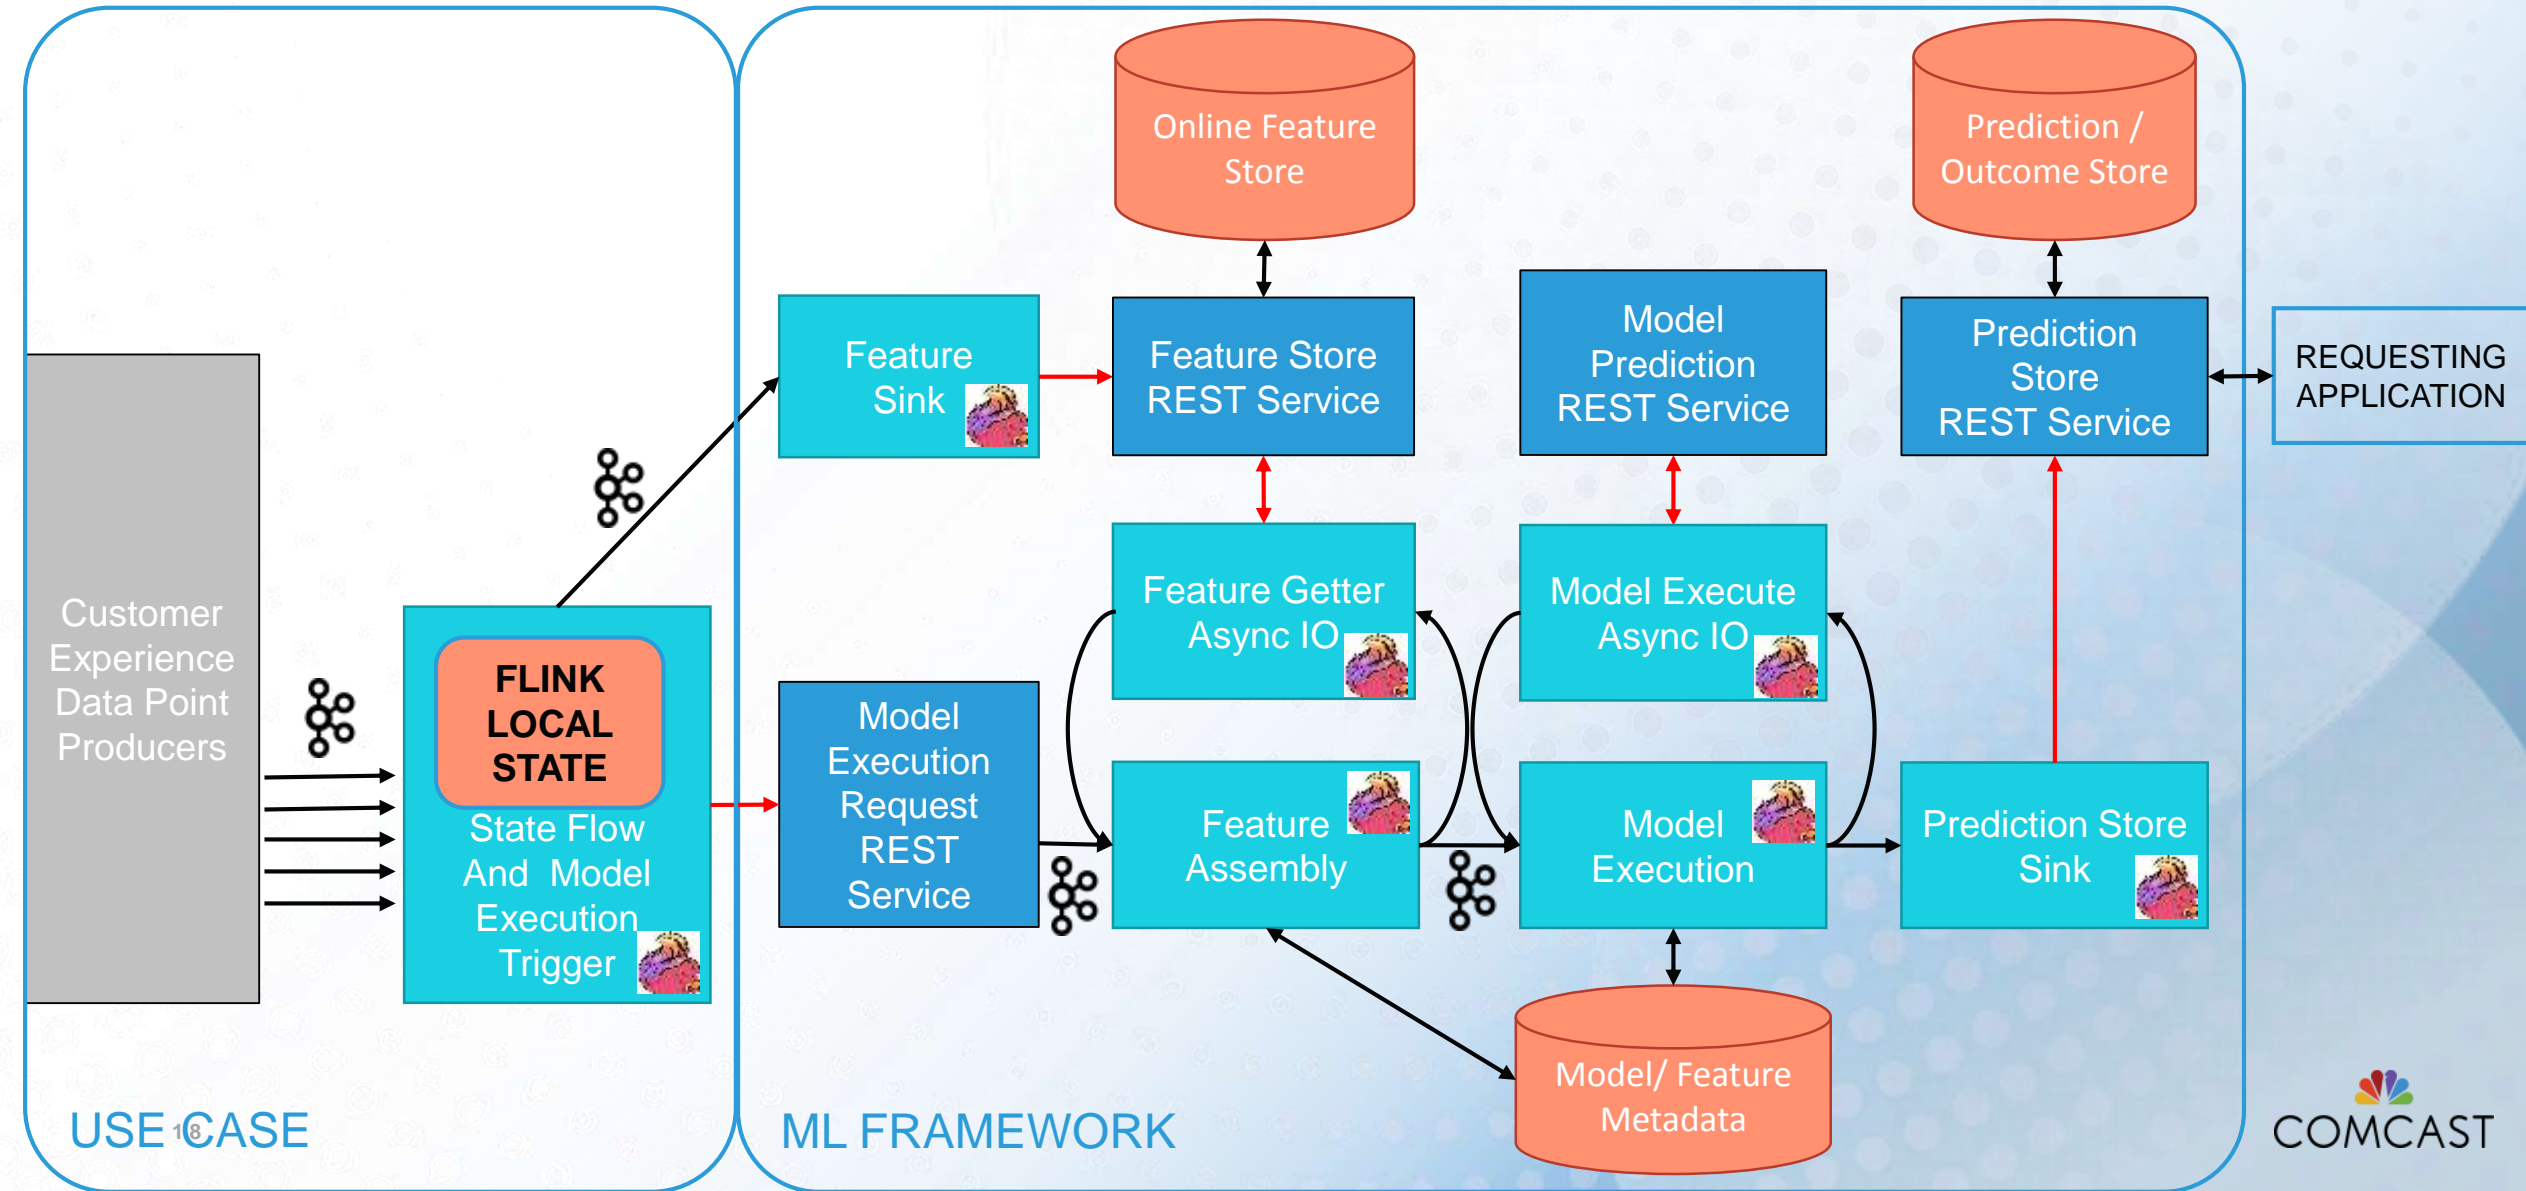 Online Feature
Store
Prediction /
Outcome Store
Feature
Sink
Feature Store
REST Service
Model
Prediction
REST Service
Prediction
Store
REST Service
REQUESTING
APPLICATION
Customer
Experience
Data Point
Producers
FLINK
LOCAL
STATE
State Flow
And Model
Execution
Trigger
Model
Execution
Request
REST
Service
Feature Getter
Async IO
Model Execute
Async IO
Feature
Assembly
Model
Execution
Prediction Store
Sink
Model/ Feature
Metadata
USE CASE
18
ML FRAMEWORK
COMCAST